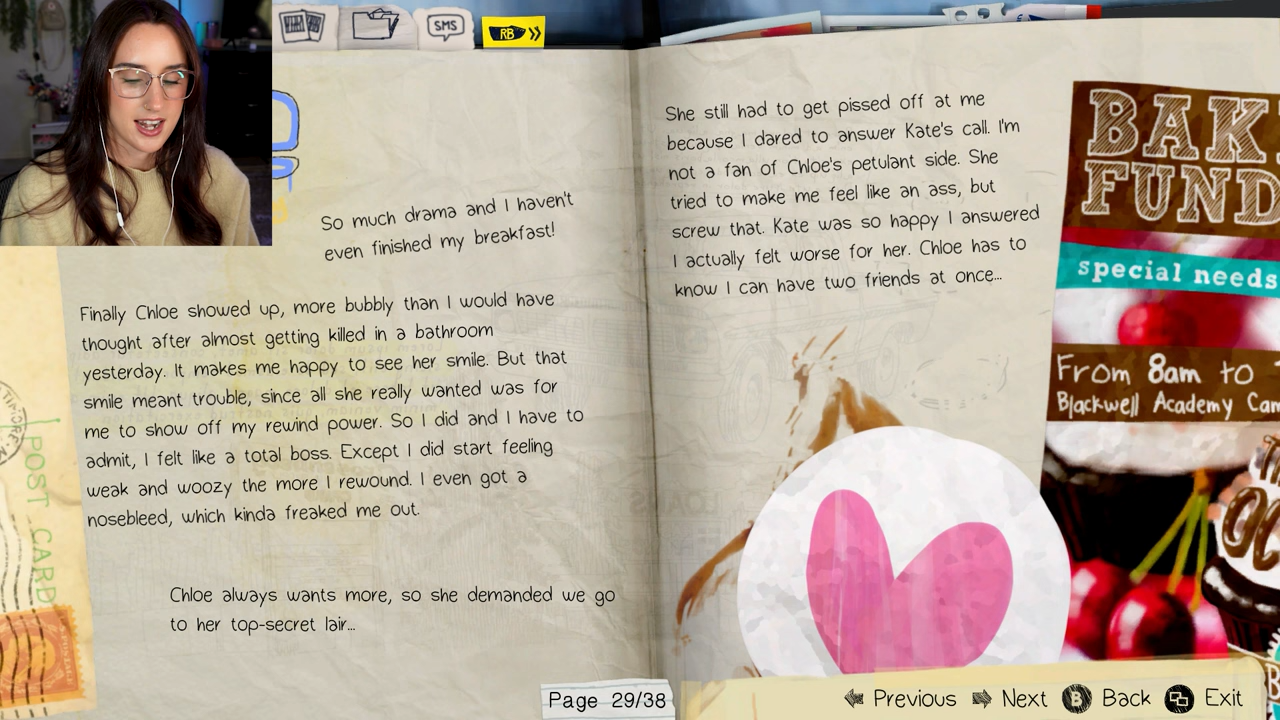 SMS
RB
So much drama and I haven't
even finished my breakfast!
Finally Chloe showed up, more bubbly than I would have
thought after almost getting killed in a bathroom
yesterday. It makes me happy to see her smile. But that
smile meant trouble, since all she really wanted was for
me to show off my rewind power. So I did and I have to
admit, I felt like a total boss. Except I did start feeling
weak and woozy the more I rewound. I even got a
nosebleed, which kinda freaked me out.
Chloe always wants more, so she demanded we go
to her top-secret lair...
POST CARD
She still had to get pissed off at me
because I dared to answer Kate's call. I'm
not a fan of Chloe's petulant side. She
tried to make me feel like an ass, but
screw that. Kate was so happy I answered
I actually felt worse for her. Chloe has to
know I can have two friends at once...
BAK
FUND
special needs
From 8am to
Blackwell Academy Cam
Page 29/38
Previous
Next
B Back
Exit